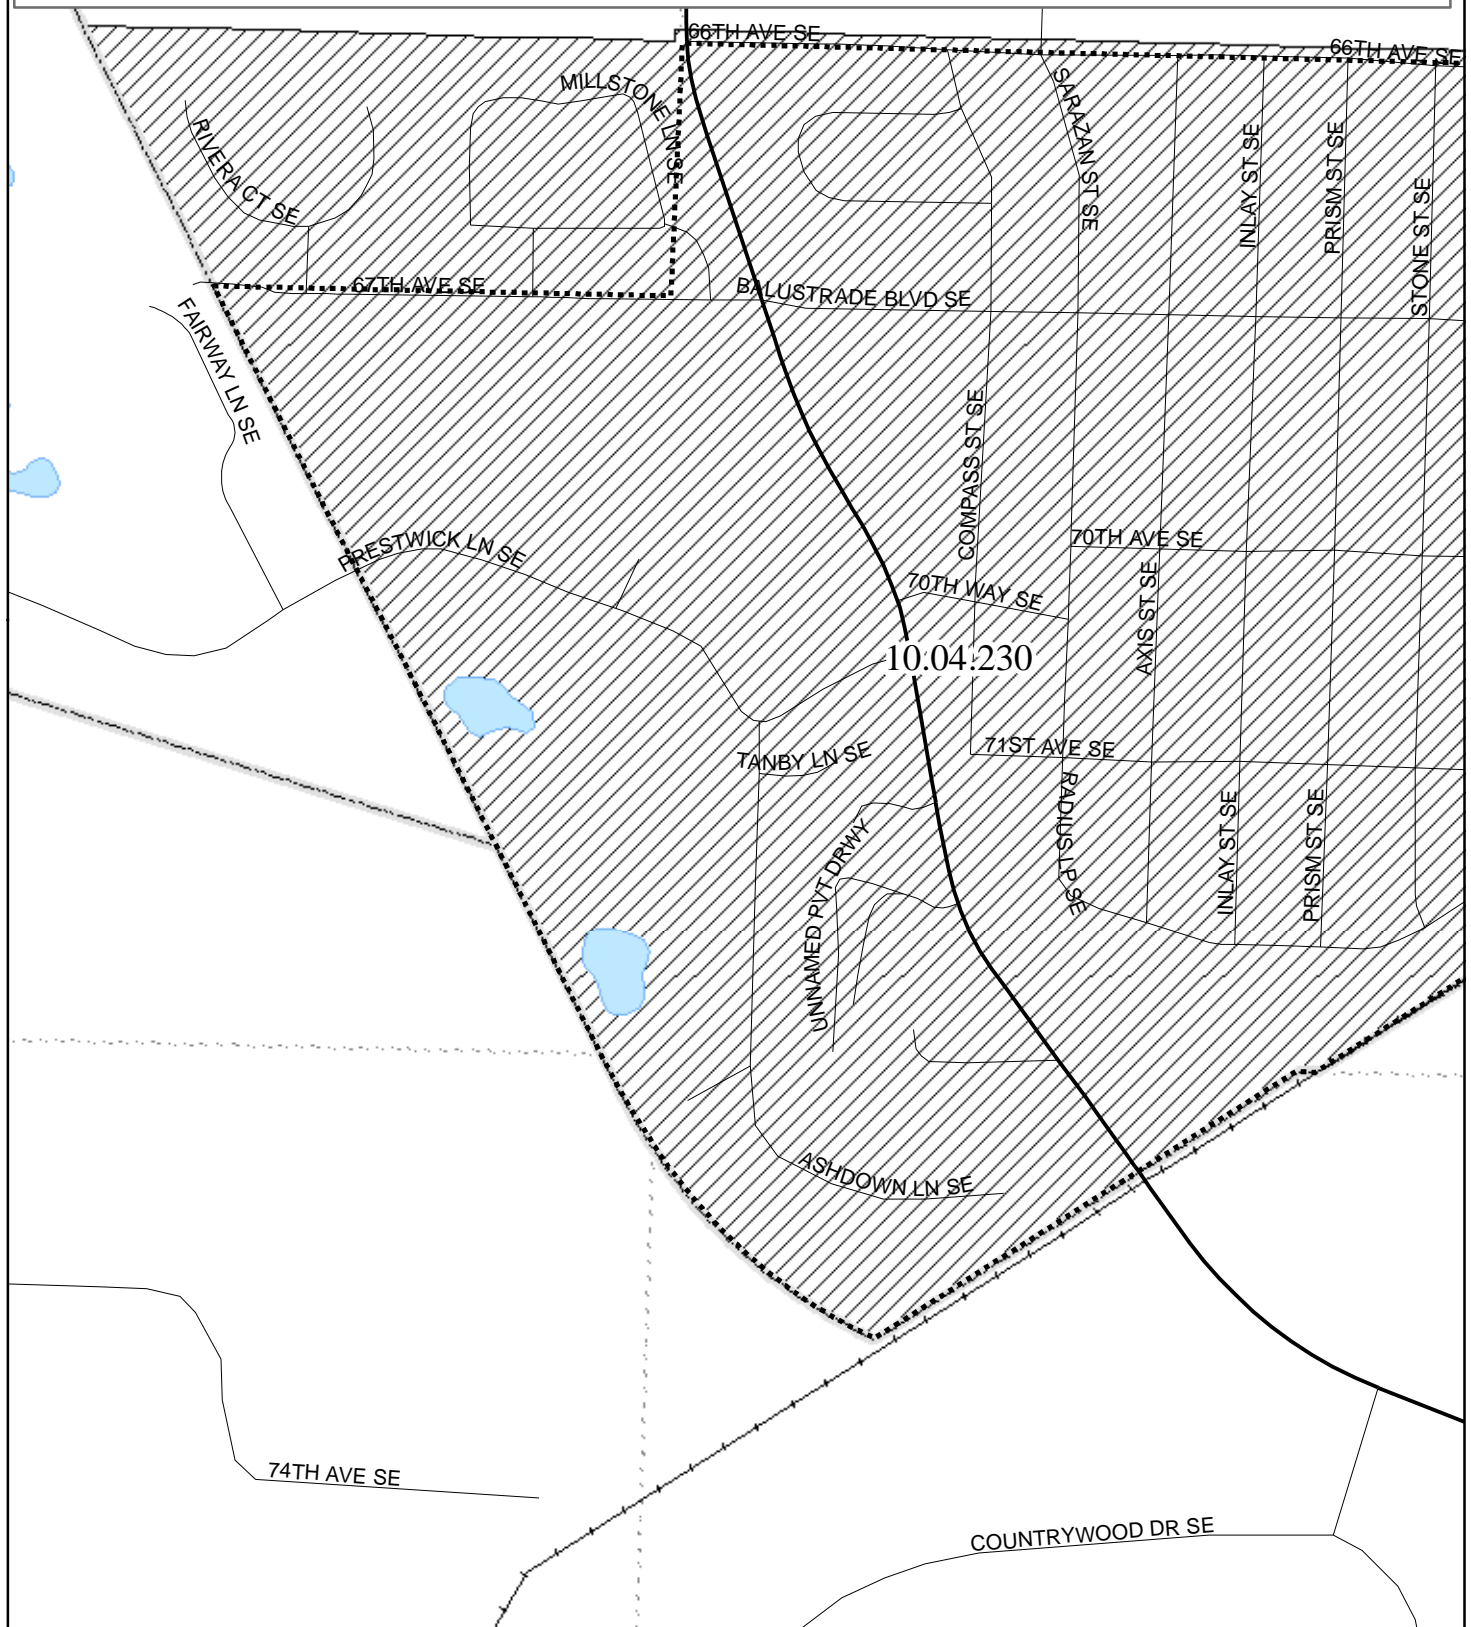 66TH AVE SE
66TH AVE SE
MILLSTONE LN SE
SARAZAN ST SE
RIVERA CT SE
INLAY ST SE
PRISM ST SE
STONE ST SE
67TH AVE SE
BALUSTRADE BLVD SE
FAIRWAY LN SE
COMPASS ST SE
PRESTWICK LN SE
70TH AVE SE
70TH WAY SE
AXIS ST SE
10.04.230
71ST AVE SE
TANBY LN SE
RADIUS LP SE
INLAY ST SE
PRISM ST SE
UNNAMED PVT DRWY
ASHDOWN LN SE
74TH AVE SE
COUNTRYWOOD DR SE